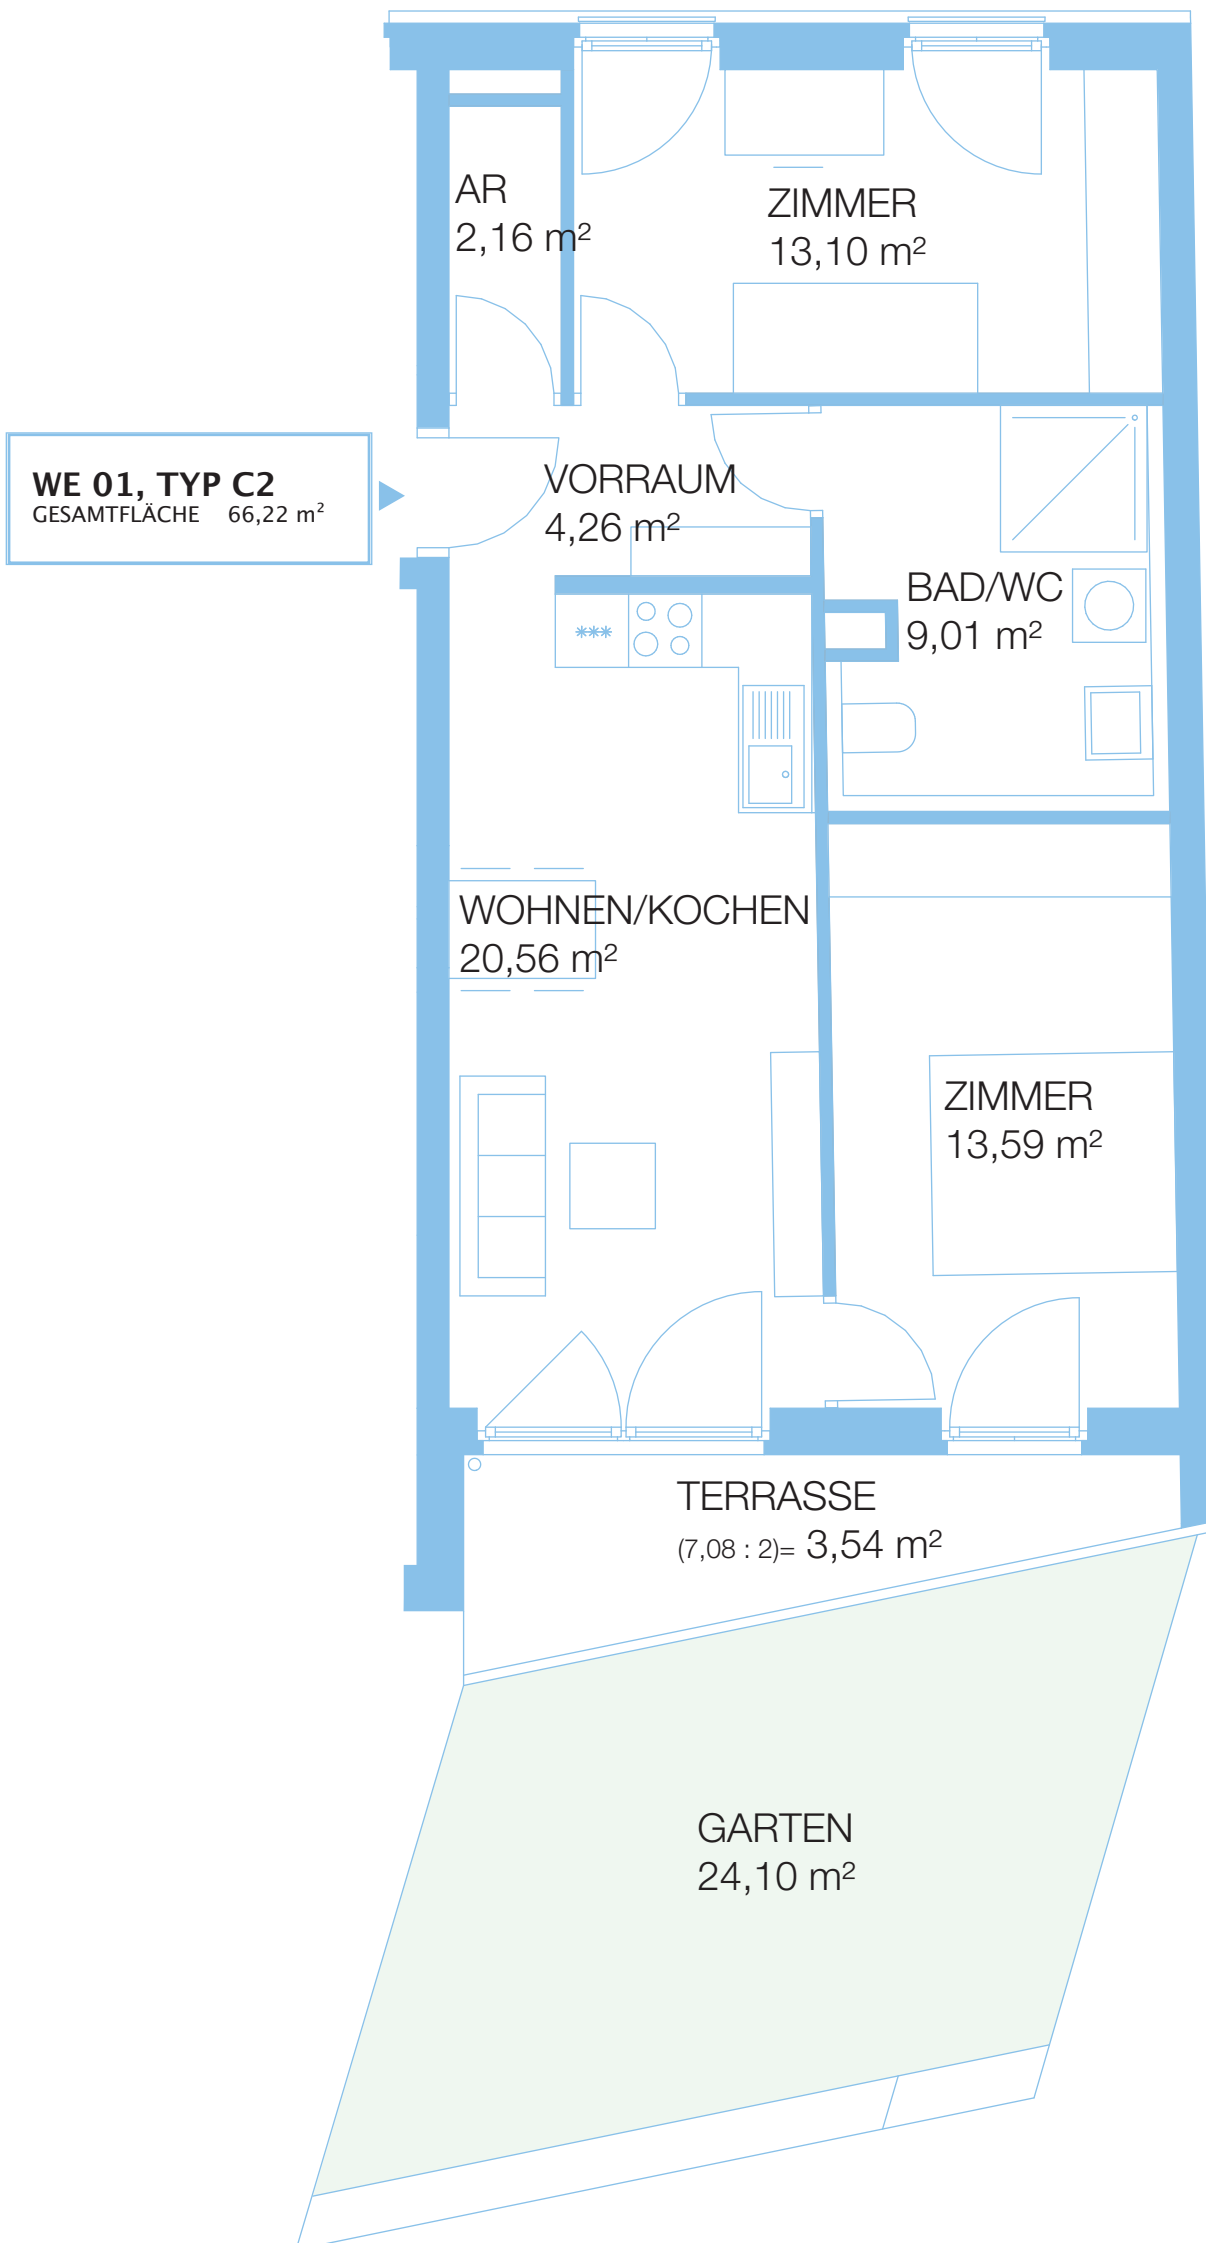 AR
2,16 m²
ZIMMER
13,10 m²
WE 01, TYP C2
GESAMTFLÄCHE 66,22 m²
VORRAUM
4,26 m²
BAD/WC
9,01 m²
WOHNEN/KOCHEN
20,56 m²
ZIMMER
13,59 m²
TERRASSE
(7,08 : 2)= 3,54 m²
GARTEN
24,10 m²